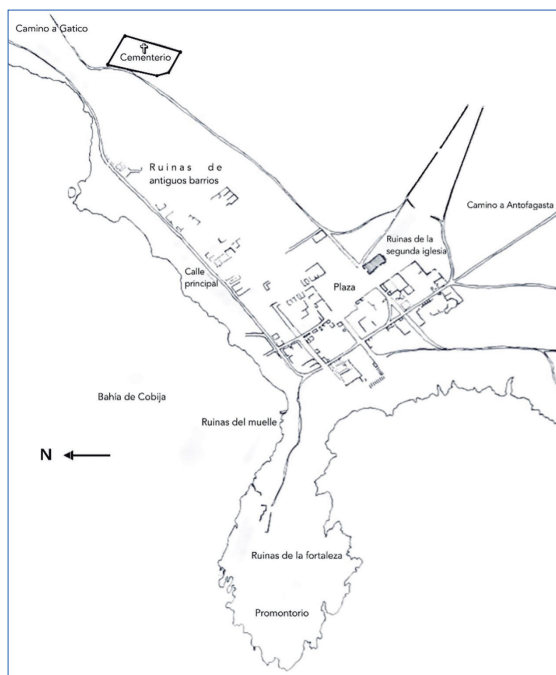 Camino a Gatico
Cementerio
Ruinas de
antiguos barrios
Camino a Antofagasta
Ruinas de la
segunda iglesia
Calle
principal
Plaza
Bahía de Cobija
Ruinas del muelle
N
Ruinas de la fortaleza
Promontorio